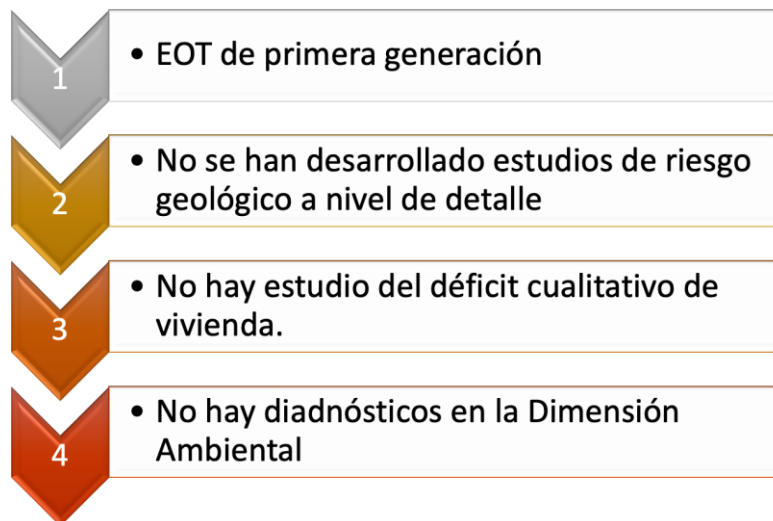 1
• EOT de primera generación
2
• No se han desarrollado estudios de riesgo
geológico a nivel de detalle
3
• No hay estudio del déficit cualitativo de
vivienda.
4
• No hay diadnósticos en la Dimensión
Ambiental